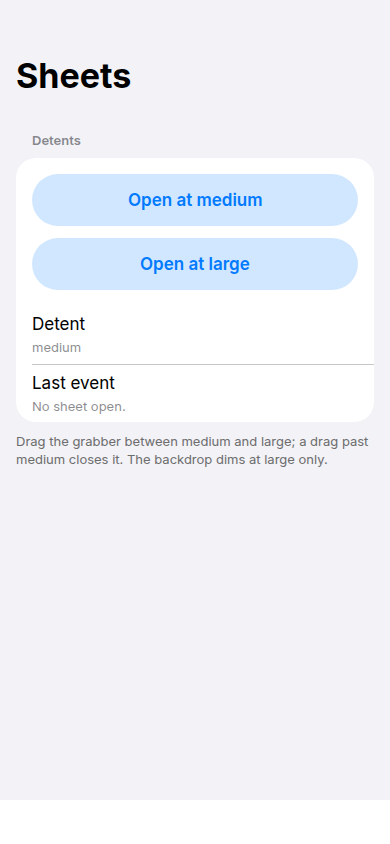 Sheets
Detents
Open at medium
Open at large
Detent
medium
Last event
No sheet open.
Drag the grabber between medium and large; a drag past
medium closes it. The backdrop dims at large only.